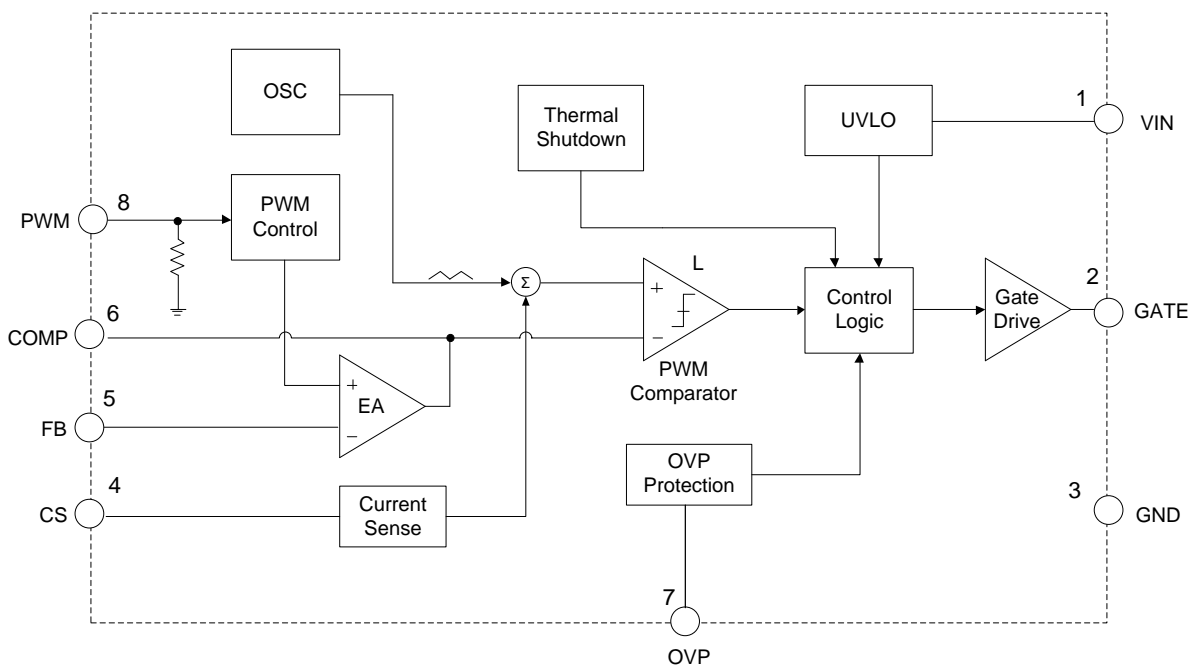 OSC
Thermal
Shutdown
UVLO
1
VIN
PWM
8
PWM
Control
Σ
+
−
L
PWM
Comparator
Control
Logic
Gate
Drive
2
GATE
COMP
6
+
−
EA
5
FB
4
CS
Current
Sense
OVP
Protection
3
GND
7
OVP